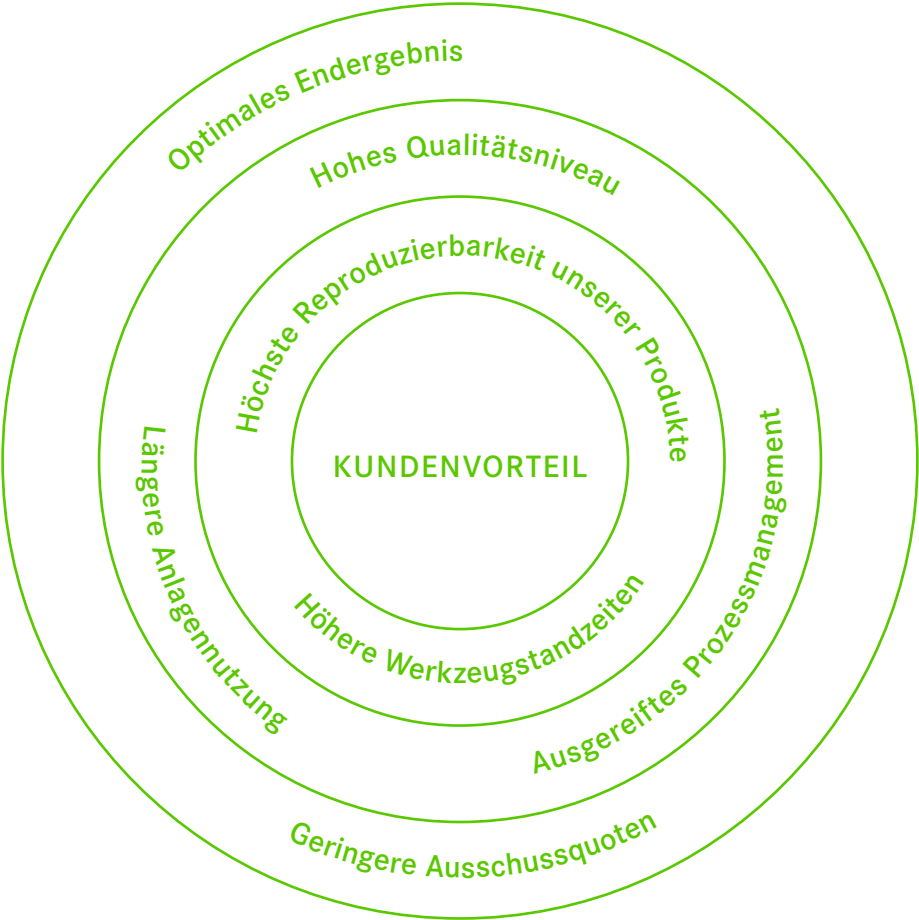 Optimales Endergebnis
Hohes Qualitätsniveau
Höchste Reproduzierbarkeit unserer Produkte
KUNDENVORTEIL
Höhere Werkzeugstandzeiten
Längere Anlagennutzung
Ausgereiftes Prozessmanagement
Geringere Ausschussquoten